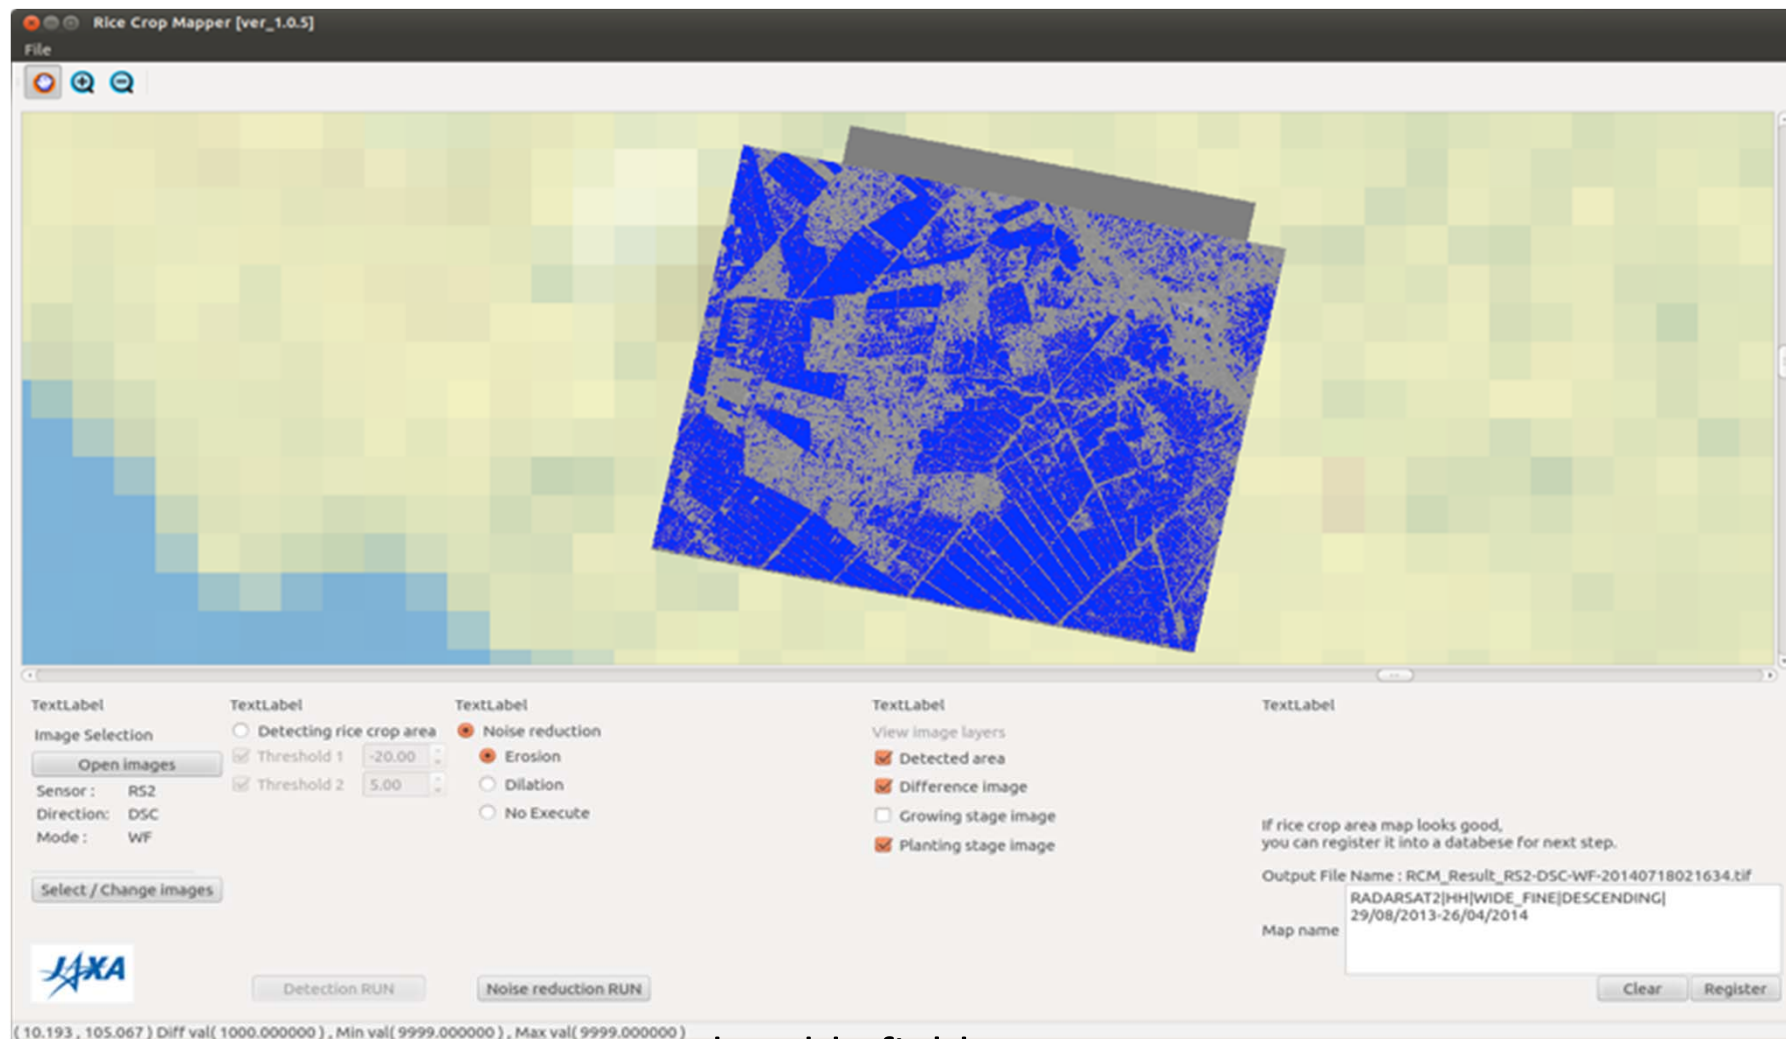 Rice Crop Mapper [ver_1.0.5]
File
TextLabel
Image Selection
Open images
Sensor : RS2
Direction: DSC
Mode : WF
Select / Change images
JAXA
TextLabel
Detecting rice crop area
Threshold 1 -20.00
Threshold 2 5.00
Detection RUN
TextLabel
Noise reduction
Erosion
Dilation
No Execute
Noise reduction RUN
TextLabel
View image layers
Detected area
Difference image
Growing stage image
Planting stage image
TextLabel
If rice crop area map looks good,
you can register it into a databese for next step.
Output File Name : RCM_Result_RS2-DSC-WF-20140718021634.tif
Map name
RADARSAT2|HH|WIDE_FINE|DESCENDING|
29/08/2013-26/04/2014
Clear Register
( 10.193 , 105.067 ) Diff val( 1000.000000 ) , Min val( 9999.000000 ) , Max val( 9999.000000 )